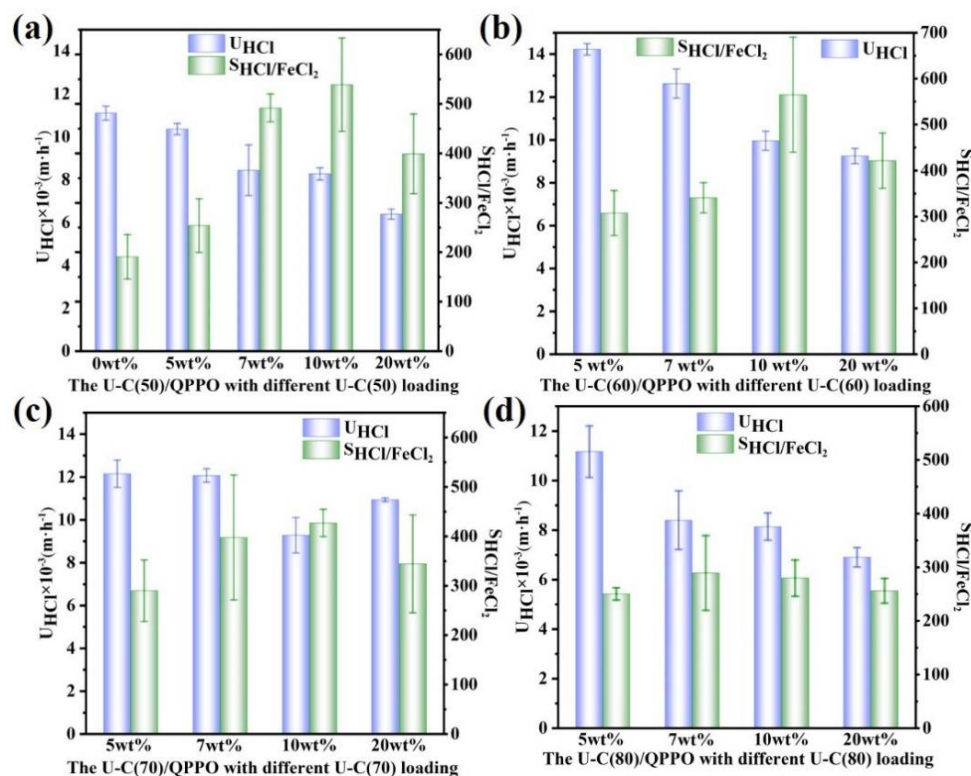 (a)
U_HCl
S_HCl/FeCl₂
14
12
10
8
6
4
2
0
U_HCl×10⁻³(m·h⁻¹)
600
500
400
300
200
100
0
S_HCl/FeCl₂
0wt% 5wt% 7wt% 10wt% 20wt%
The U-C(50)/QPPO with different U-C(50) loading
(b)
S_HCl/FeCl₂ U_HCl
14
12
10
8
6
4
2
0
U_HCl×10⁻³(m·h⁻¹)
700
600
500
400
300
200
100
0
S_HCl/FeCl₂
5 wt% 7 wt% 10 wt% 20 wt%
The U-C(60)/QPPO with different U-C(60) loading
(c)
U_HCl
S_HCl/FeCl₂
14
12
10
8
6
4
2
0
U_HCl×10⁻³(m·h⁻¹)
600
500
400
300
200
100
0
S_HCl/FeCl₂
5wt% 7wt% 10wt% 20wt%
The U-C(70)/QPPO with different U-C(70) loading
(d)
U_HCl
S_HCl/FeCl₂
12
10
8
6
4
2
0
U_HCl×10⁻³(m·h⁻¹)
600
500
400
300
200
100
0
S_HCl/FeCl₂
5wt% 7wt% 10wt% 20wt%
The U-C(80)/QPPO with different U-C(80) loading